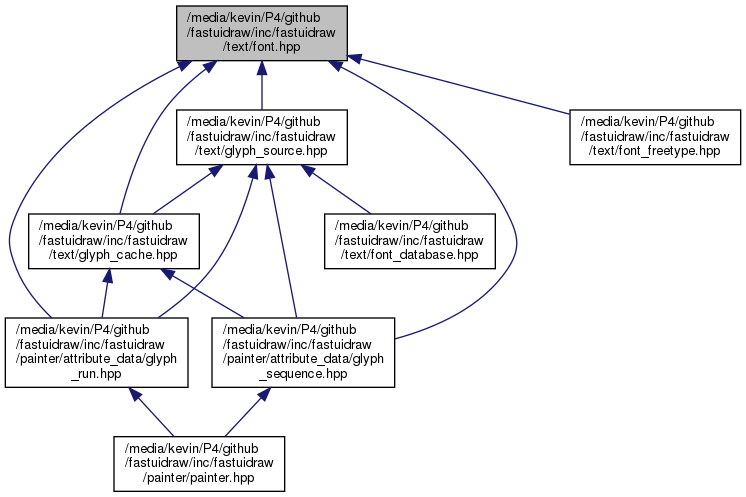 /media/kevin/P4/github
/fastuidraw/inc/fastuidraw
/text/font.hpp
/media/kevin/P4/github
/fastuidraw/inc/fastuidraw
/text/glyph_source.hpp
/media/kevin/P4/github
/fastuidraw/inc/fastuidraw
/text/font_freetype.hpp
/media/kevin/P4/github
/fastuidraw/inc/fastuidraw
/text/glyph_cache.hpp
/media/kevin/P4/github
/fastuidraw/inc/fastuidraw
/text/font_database.hpp
/media/kevin/P4/github
/fastuidraw/inc/fastuidraw
/painter/attribute_data/glyph
_run.hpp
/media/kevin/P4/github
/fastuidraw/inc/fastuidraw
/painter/attribute_data/glyph
_sequence.hpp
/media/kevin/P4/github
/fastuidraw/inc/fastuidraw
/painter/painter.hpp